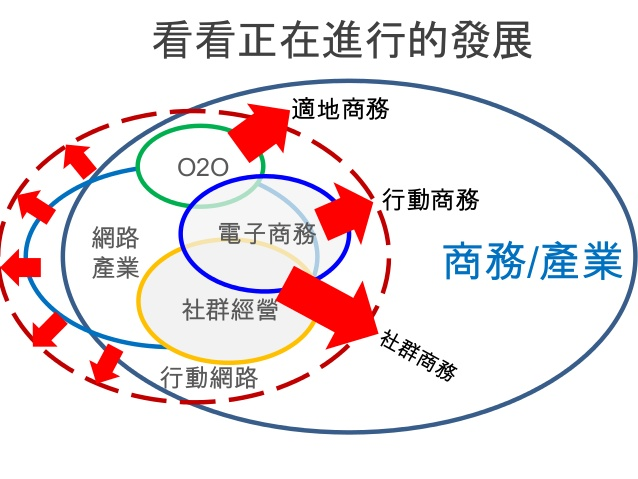 看看正在進行的發展
適地商務
O2O
行動商務
電子商務
網路
產業
商務/產業
社群經營
社群商務
行動網路